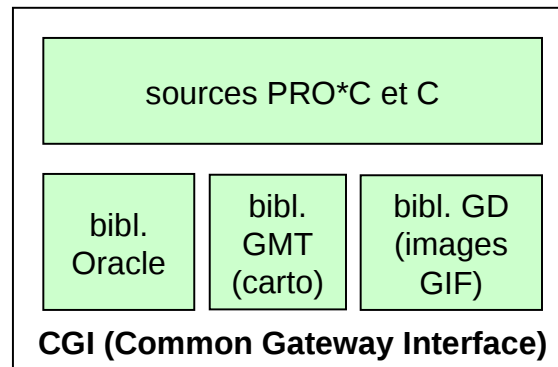 sources PRO*C et C
bibl.
Oracle
bibl.
GMT
(carto)
bibl. GD
(images
GIF)
CGI (Common Gateway Interface)